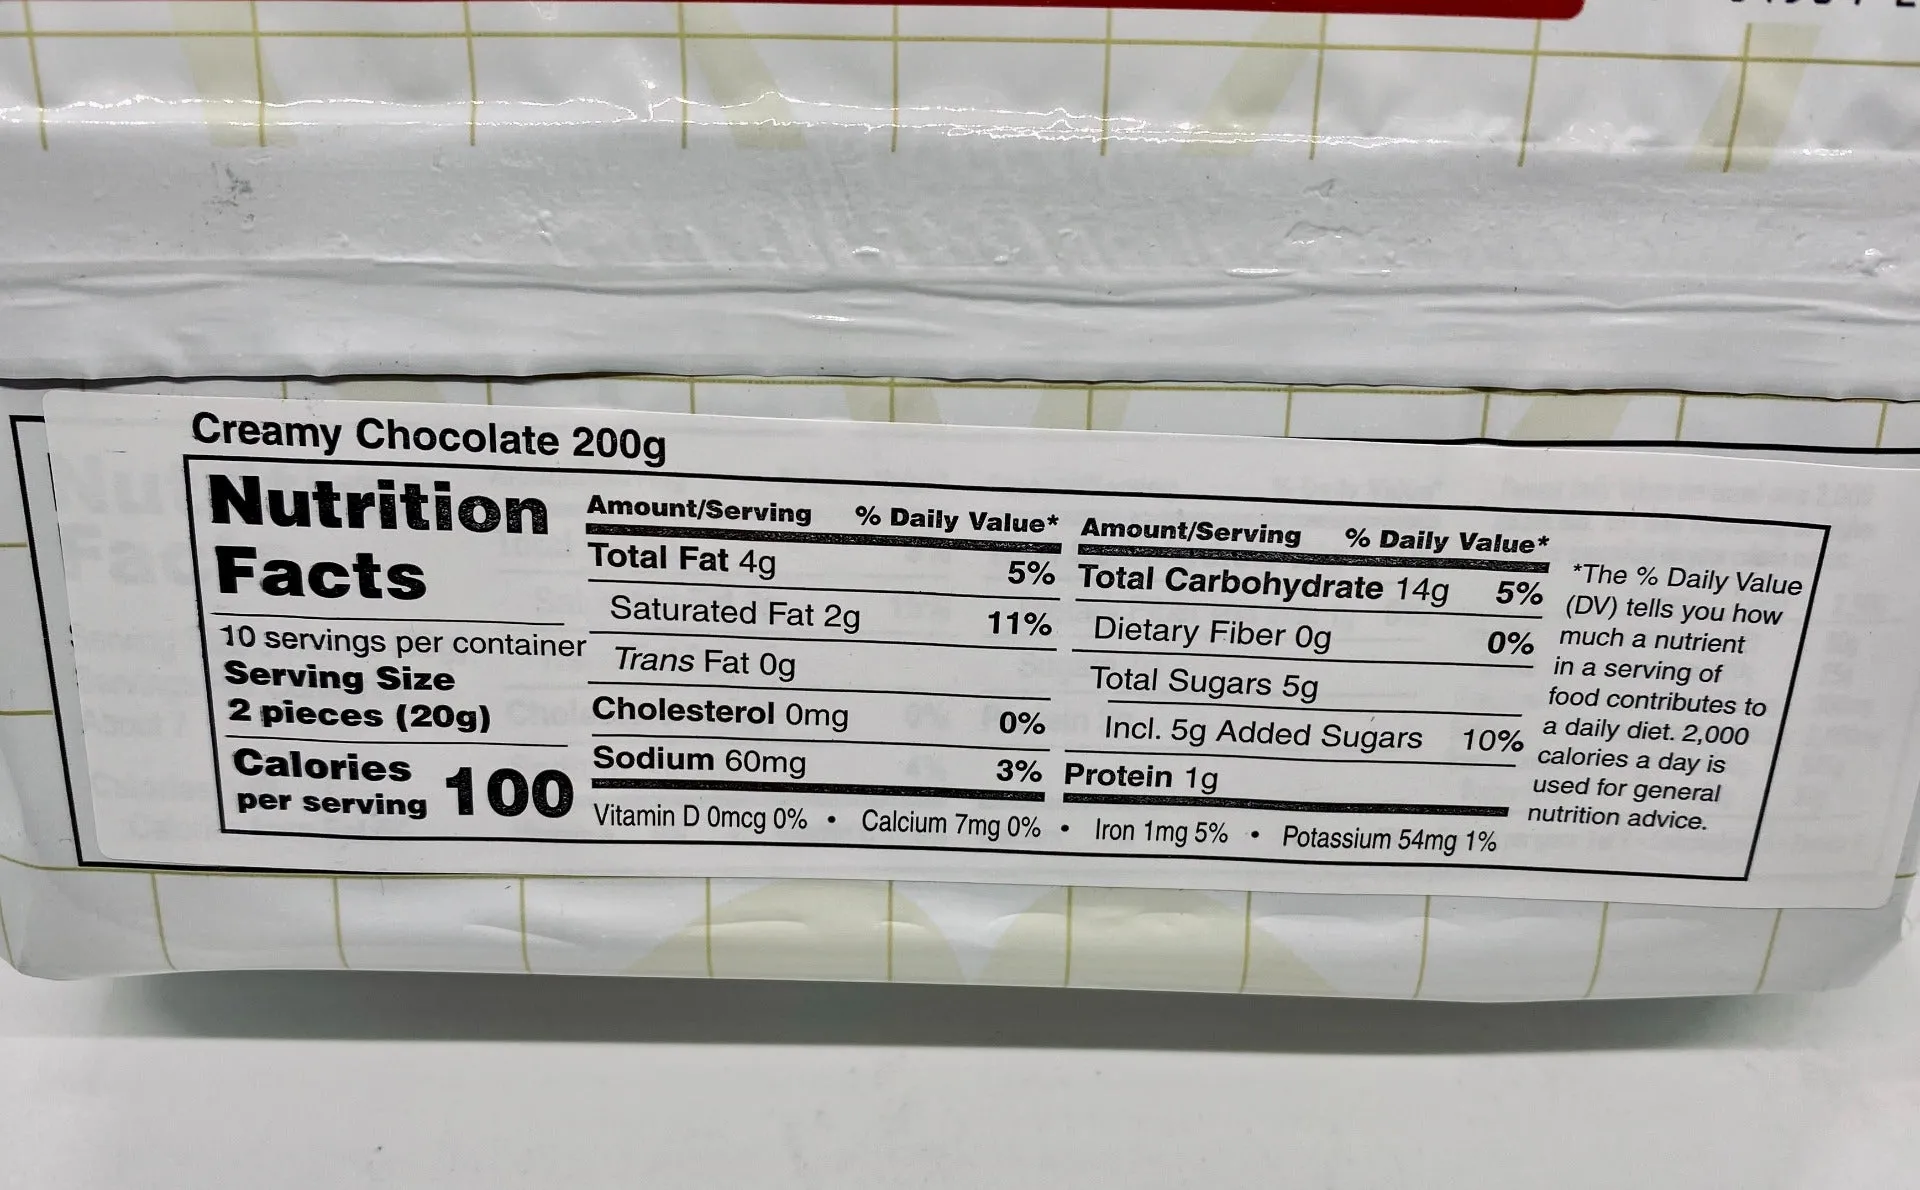 Creamy Chocolate 200g
Nutrition
Facts
10 servings per container
Serving Size
2 pieces (20g)
Calories
per serving 100
Amount/Serving % Daily Value*
Total Fat 4g 5%
Saturated Fat 2g 11%
Trans Fat 0g
Cholesterol 0mg 0%
Sodium 60mg 3%
Amount/Serving % Daily Value*
Total Carbohydrate 14g 5%
Dietary Fiber 0g 0%
Total Sugars 5g
Incl. 5g Added Sugars 10%
Protein 1g
Vitamin D 0mcg 0% • Calcium 7mg 0% • Iron 1mg 5% • Potassium 54mg 1%
*The % Daily Value
(DV) tells you how
much a nutrient
in a serving of
food contributes to
a daily diet. 2,000
calories a day is
used for general
nutrition advice.